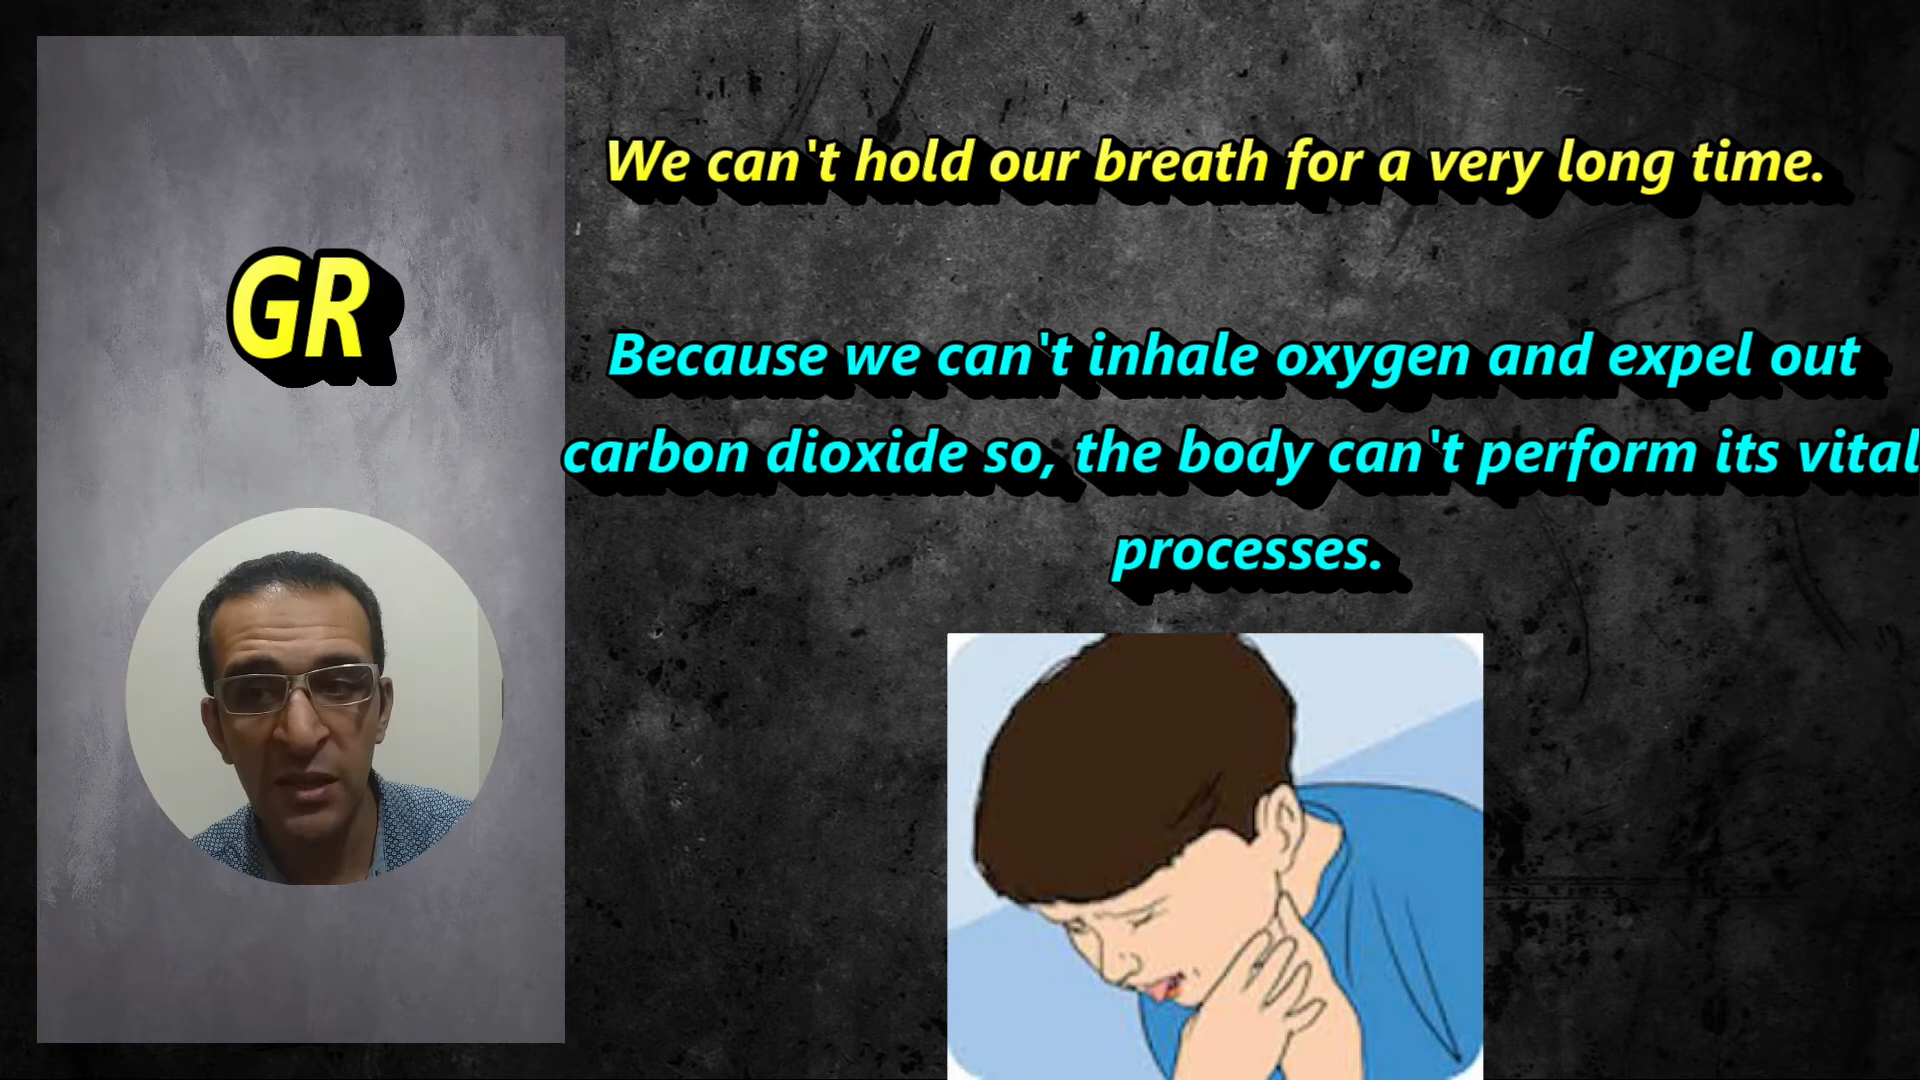 GR
We can't hold our breath for a very long time.
Because we can't inhale oxygen and expel out
carbon dioxide so, the body can't perform its vital
processes.